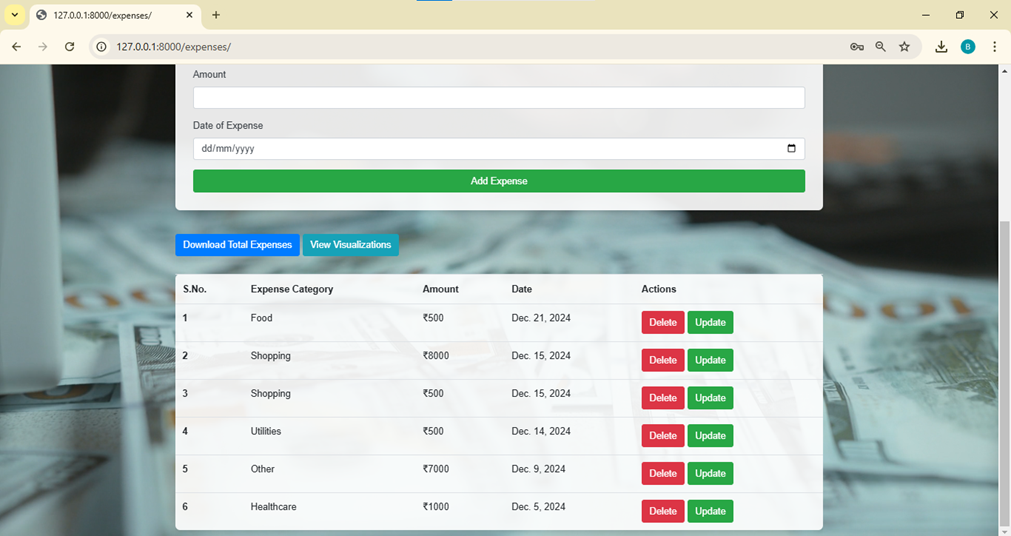 127.0.0.1:8000/expenses/
127.0.0.1:8000/expenses/
B
Amount
Date of Expense
dd/mm/yyyy
Add Expense
Download Total Expenses View Visualizations
S.No. Expense Category Amount Date Actions
1 Food ₹500 Dec. 21, 2024 Delete Update
2 Shopping ₹8000 Dec. 15, 2024 Delete Update
3 Shopping ₹500 Dec. 15, 2024 Delete Update
4 Utilities ₹500 Dec. 14, 2024 Delete Update
5 Other ₹7000 Dec. 9, 2024 Delete Update
6 Healthcare ₹1000 Dec. 5, 2024 Delete Update